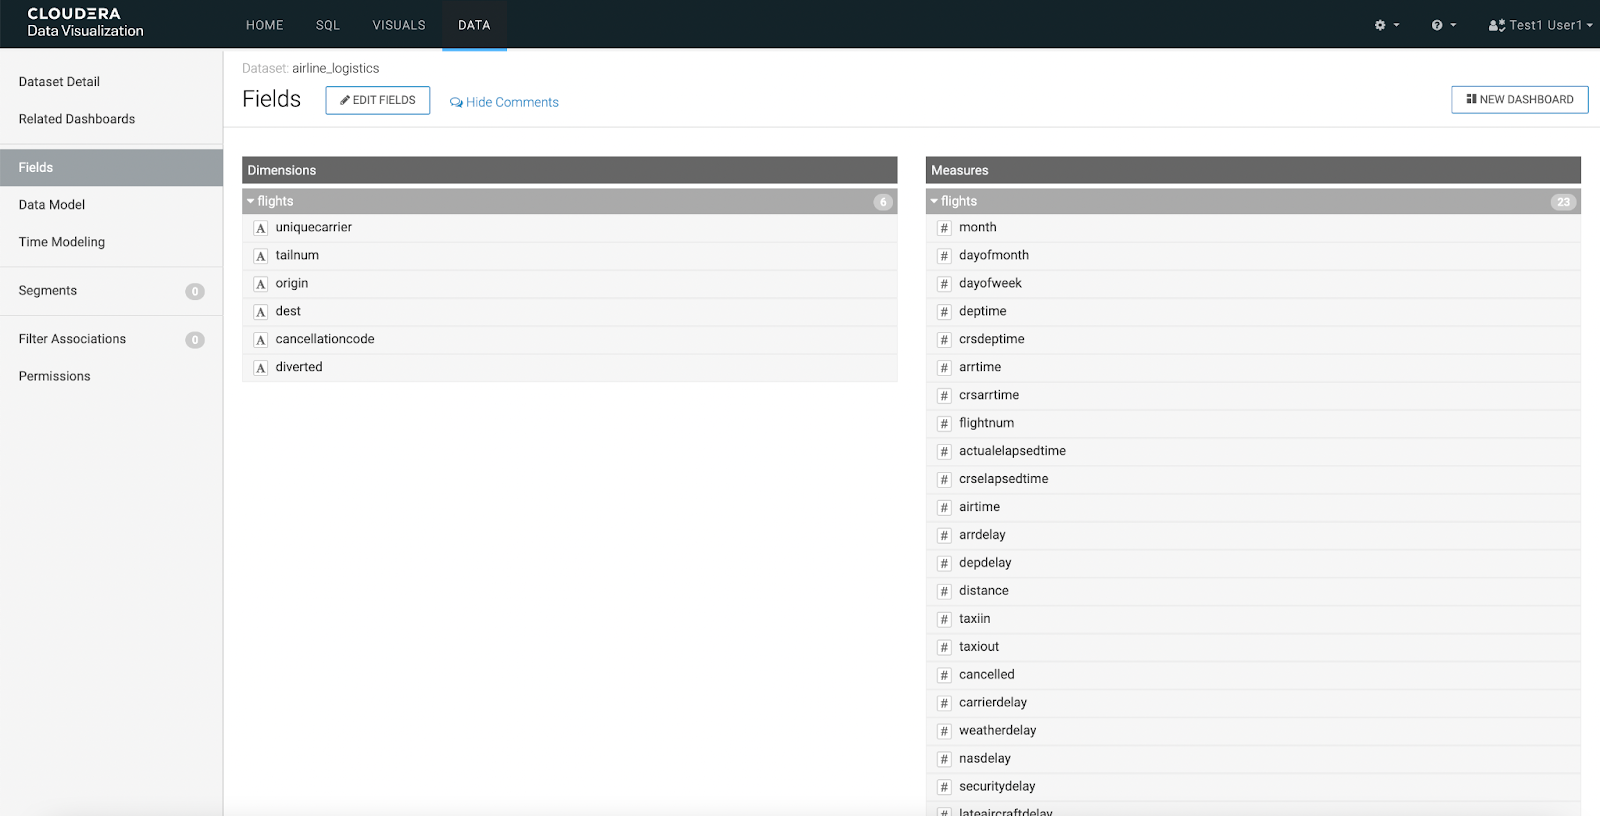 CLOUDERA
Data Visualization
HOME
SQL
VISUALS
DATA
Test1 User1
Dataset Detail
Related Dashboards
Fields
Data Model
Time Modeling
Segments 0
Filter Associations 0
Permissions
Dataset: airline_logistics
Fields
EDIT FIELDS
Hide Comments
NEW DASHBOARD
Dimensions
flights 6
A uniquecarrier
A tailnum
A origin
A dest
A cancellationcode
A diverted
Measures
flights 23
# month
# dayofmonth
# dayofweek
# deptime
# crsdeptime
# arrtime
# crsarrtime
# flightnum
# actualelapsedtime
# crselapsedtime
# airtime
# arrdelay
# depdelay
# distance
# taxiin
# taxiout
# cancelled
# carrierdelay
# weatherdelay
# nasdelay
# securitydelay
# lateaircraftdelay